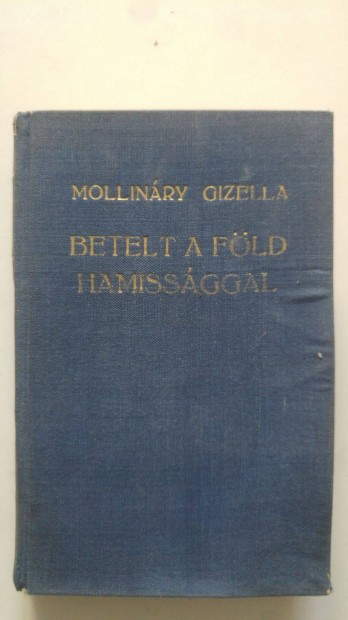 MOLLINÁRY GIZELLA
BETELT A FÖLD
HAMISSÁGGAL